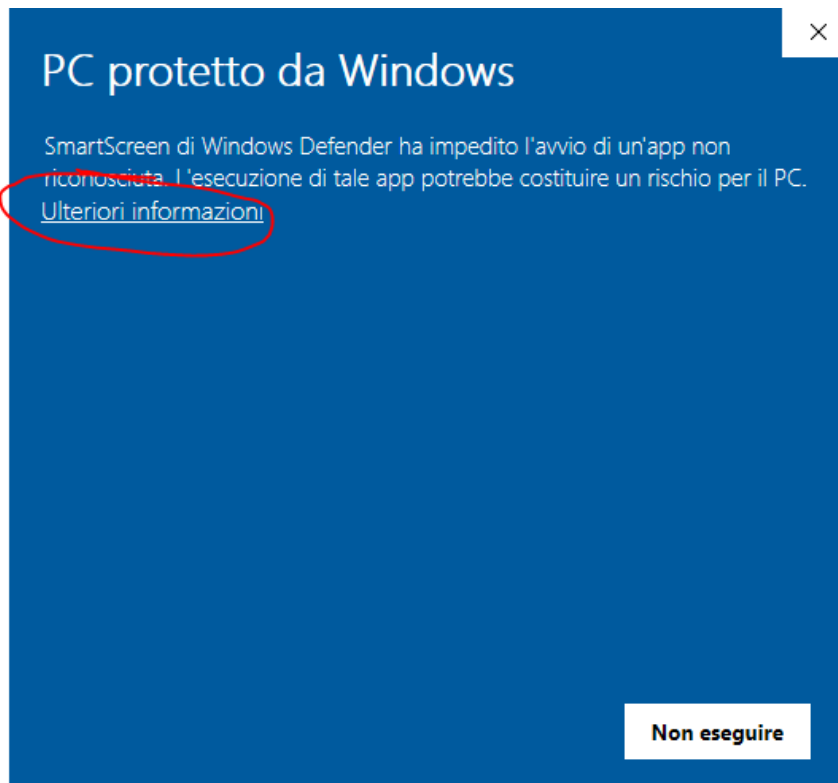 PC protetto da Windows
SmartScreen di Windows Defender ha impedito l'avvio di un'app non
riconosciuta. L'esecuzione di tale app potrebbe costituire un rischio per il PC.
Ulteriori informazioni
Non eseguire